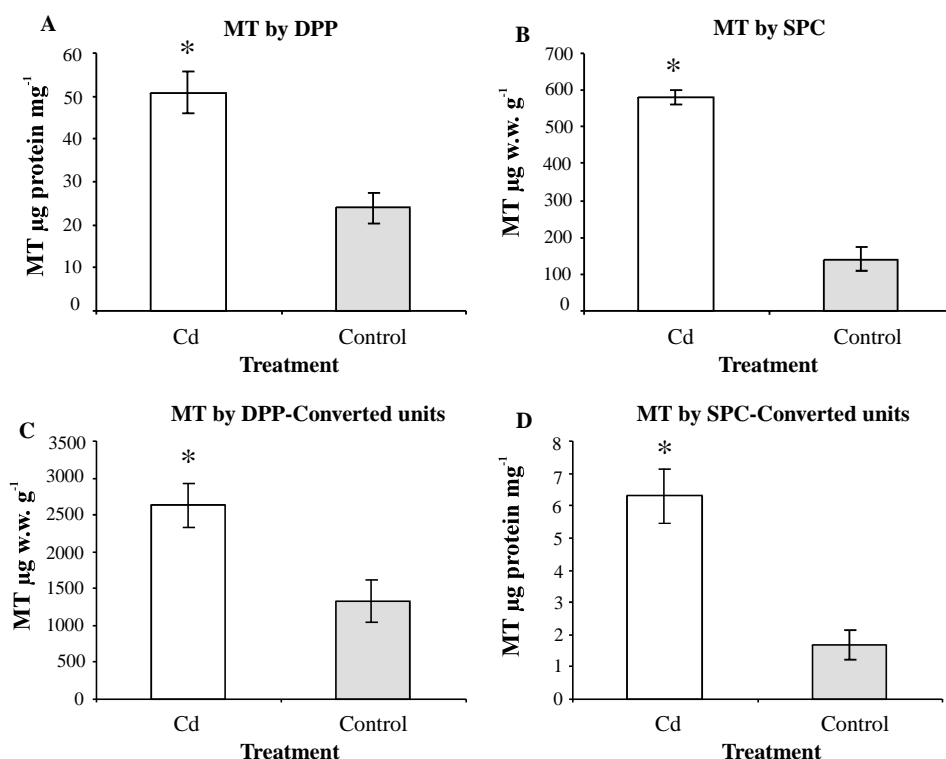 A
MT by DPP
MT µg protein mg⁻¹
60
50
40
30
20
10
0
*
Cd
Control
Treatment
B
MT by SPC
MT µg w.w. g⁻¹
700
600
500
400
300
200
100
0
*
Cd
Control
Treatment
C
MT by DPP-Converted units
MT µg w.w. g⁻¹
3500
3000
2500
2000
1500
1000
500
0
*
Cd
Control
Treatment
D
MT by SPC-Converted units
MT µg protein mg⁻¹
8
7
6
5
4
3
2
1
0
*
Cd
Control
Treatment